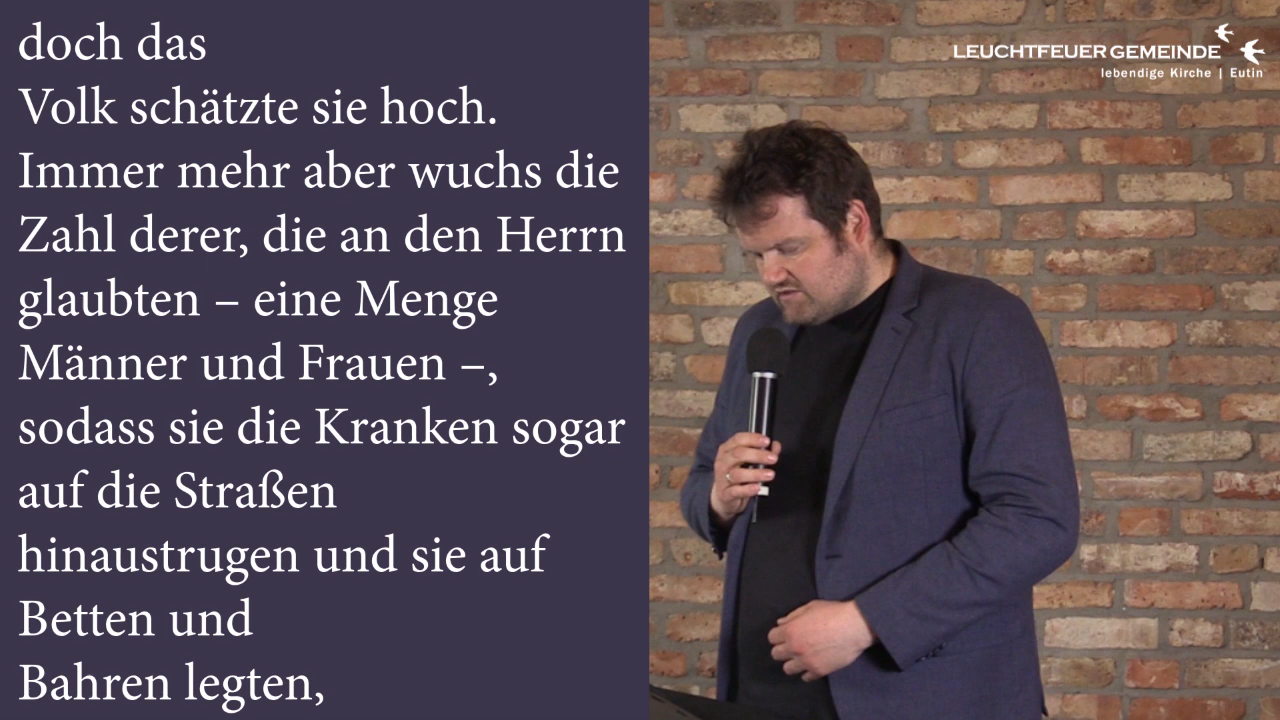 doch das
Volk schätzte sie hoch.
Immer mehr aber wuchs die
Zahl derer, die an den Herrn
glaubten – eine Menge
Männer und Frauen –,
sodass sie die Kranken sogar
auf die Straßen
hinaustrugen und sie auf
Betten und
Bahren legten,
LEUCHTFEUER GEMEINDE
lebendige Kirche | Eutin